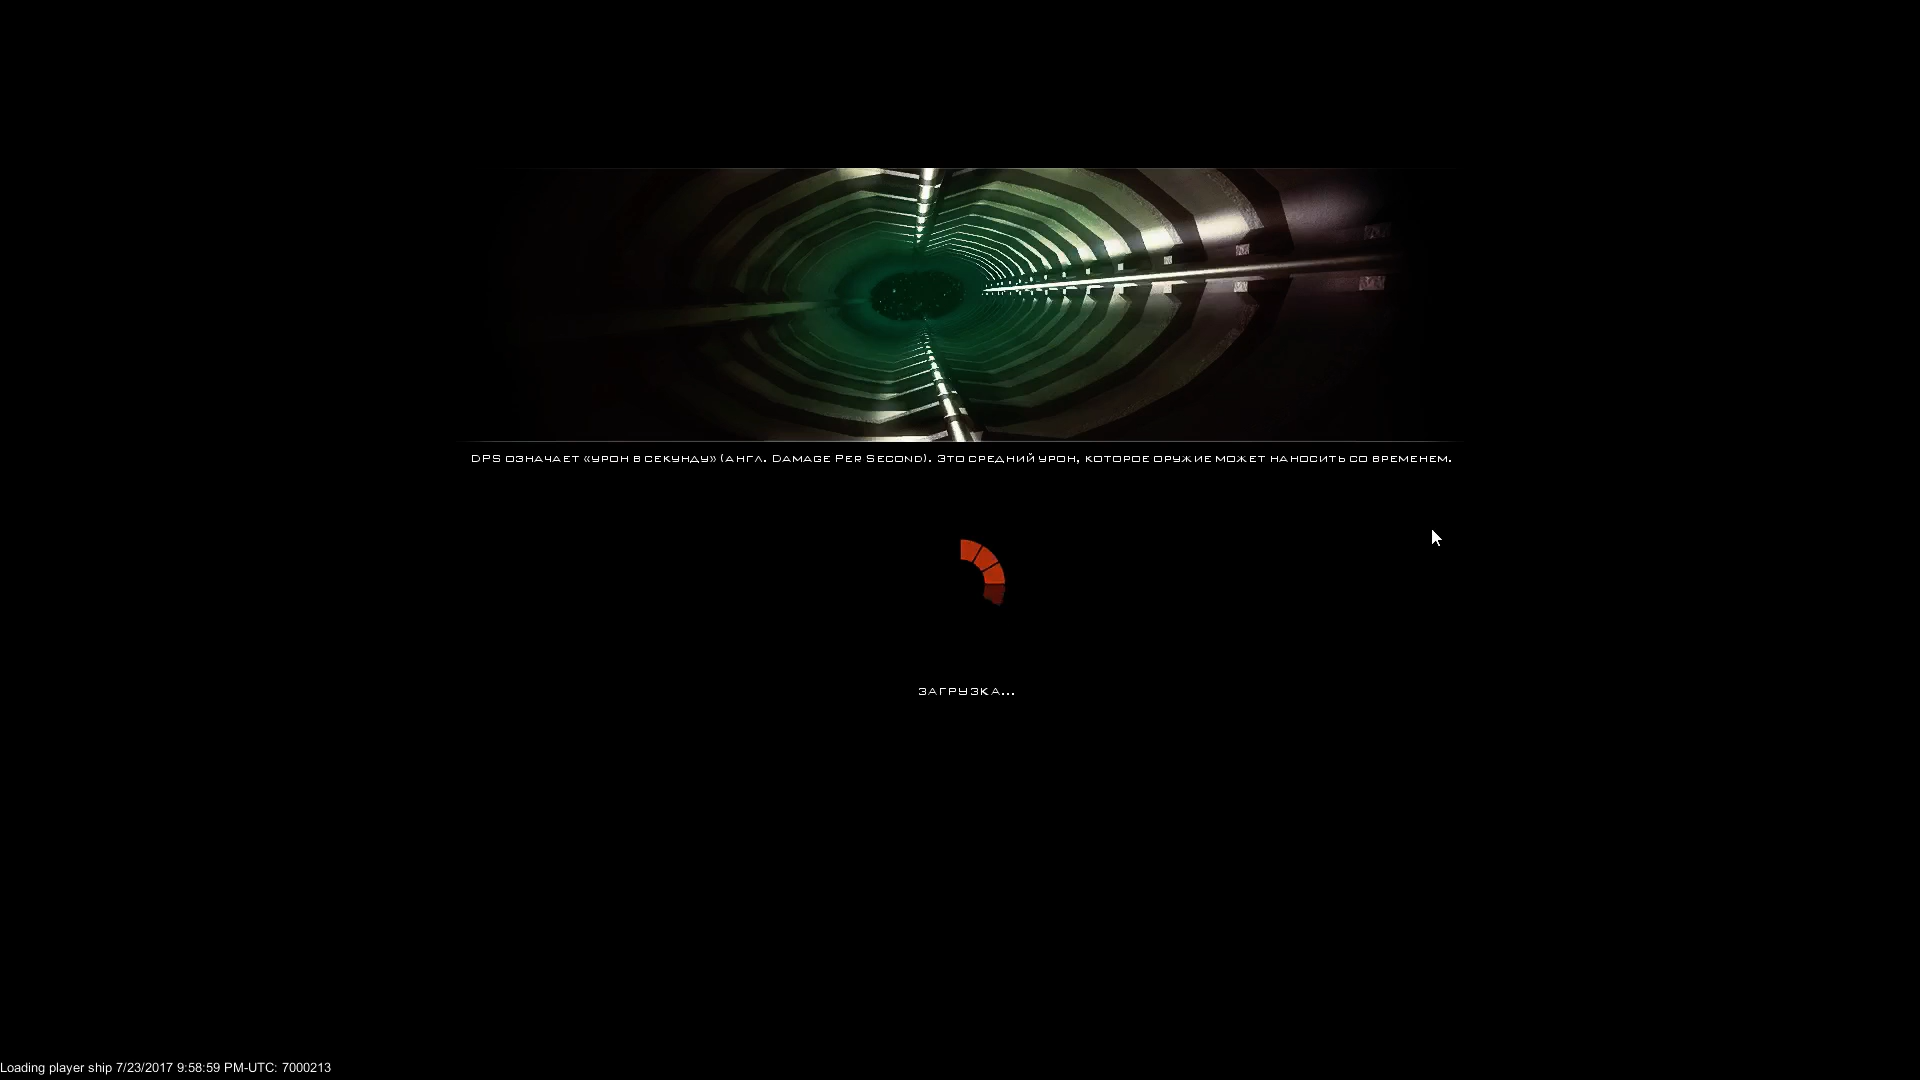 DPS означает «урон в секунду» (англ. Damage Per Second). Это средний урон, которое оружие может наносить со временем.
загрузка...
Loading player ship 7/23/2017 9:58:59 PM-UTC: 7000213